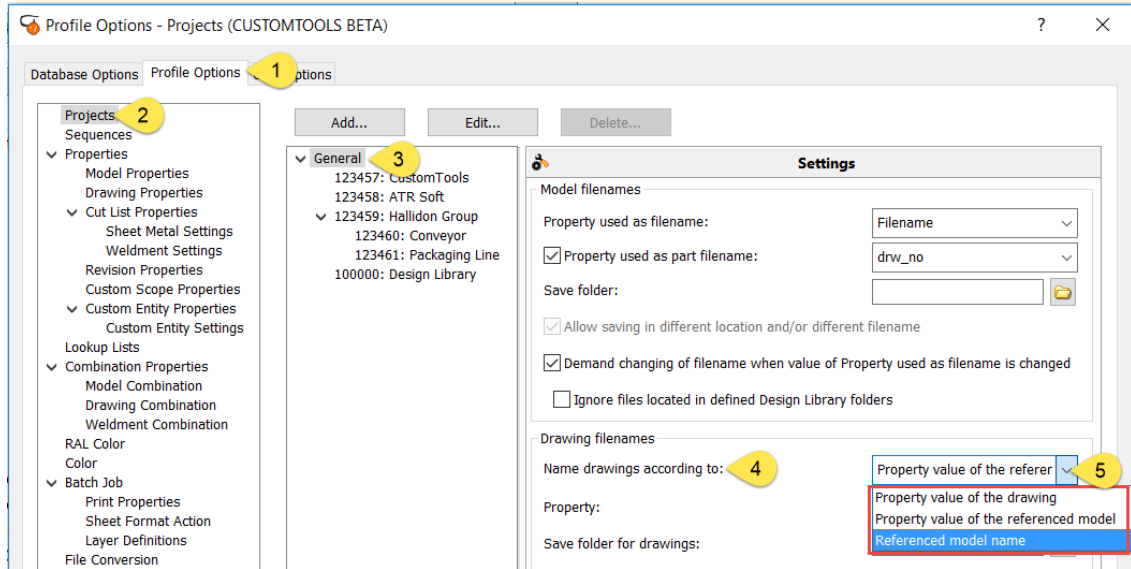 Profile Options - Projects (CUSTOMTOOLS BETA)
?
Database Options
Profile Options
1
ptions
Projects
2
Sequences
Properties
Model Properties
Drawing Properties
Cut List Properties
Sheet Metal Settings
Weldment Settings
Revision Properties
Custom Scope Properties
Custom Entity Properties
Custom Entity Settings
Lookup Lists
Combination Properties
Model Combination
Drawing Combination
Weldment Combination
RAL Color
Color
Batch Job
Print Properties
Sheet Format Action
Layer Definitions
File Conversion
Add...
Edit...
Delete...
General
3
123457: CustomTools
123458: ATR Soft
123459: Hallidon Group
123460: Conveyor
123461: Packaging Line
100000: Design Library
Settings
Model filenames
Property used as filename:
Filename
Property used as part filename:
drw_no
Save folder:
Allow saving in different location and/or different filename
Demand changing of filename when value of Property used as filename is changed
Ignore files located in defined Design Library folders
Drawing filenames
Name drawings according to:
4
Property value of the referer
5
Property value of the drawing
Property:
Property value of the referenced model
Referenced model name
Save folder for drawings: